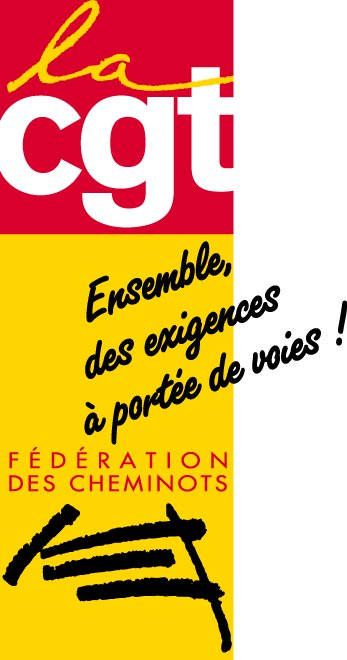 la
cgt
Ensemble,
des exigences
à portée de voies !
FÉDÉRATION
DES CHEMINOTS